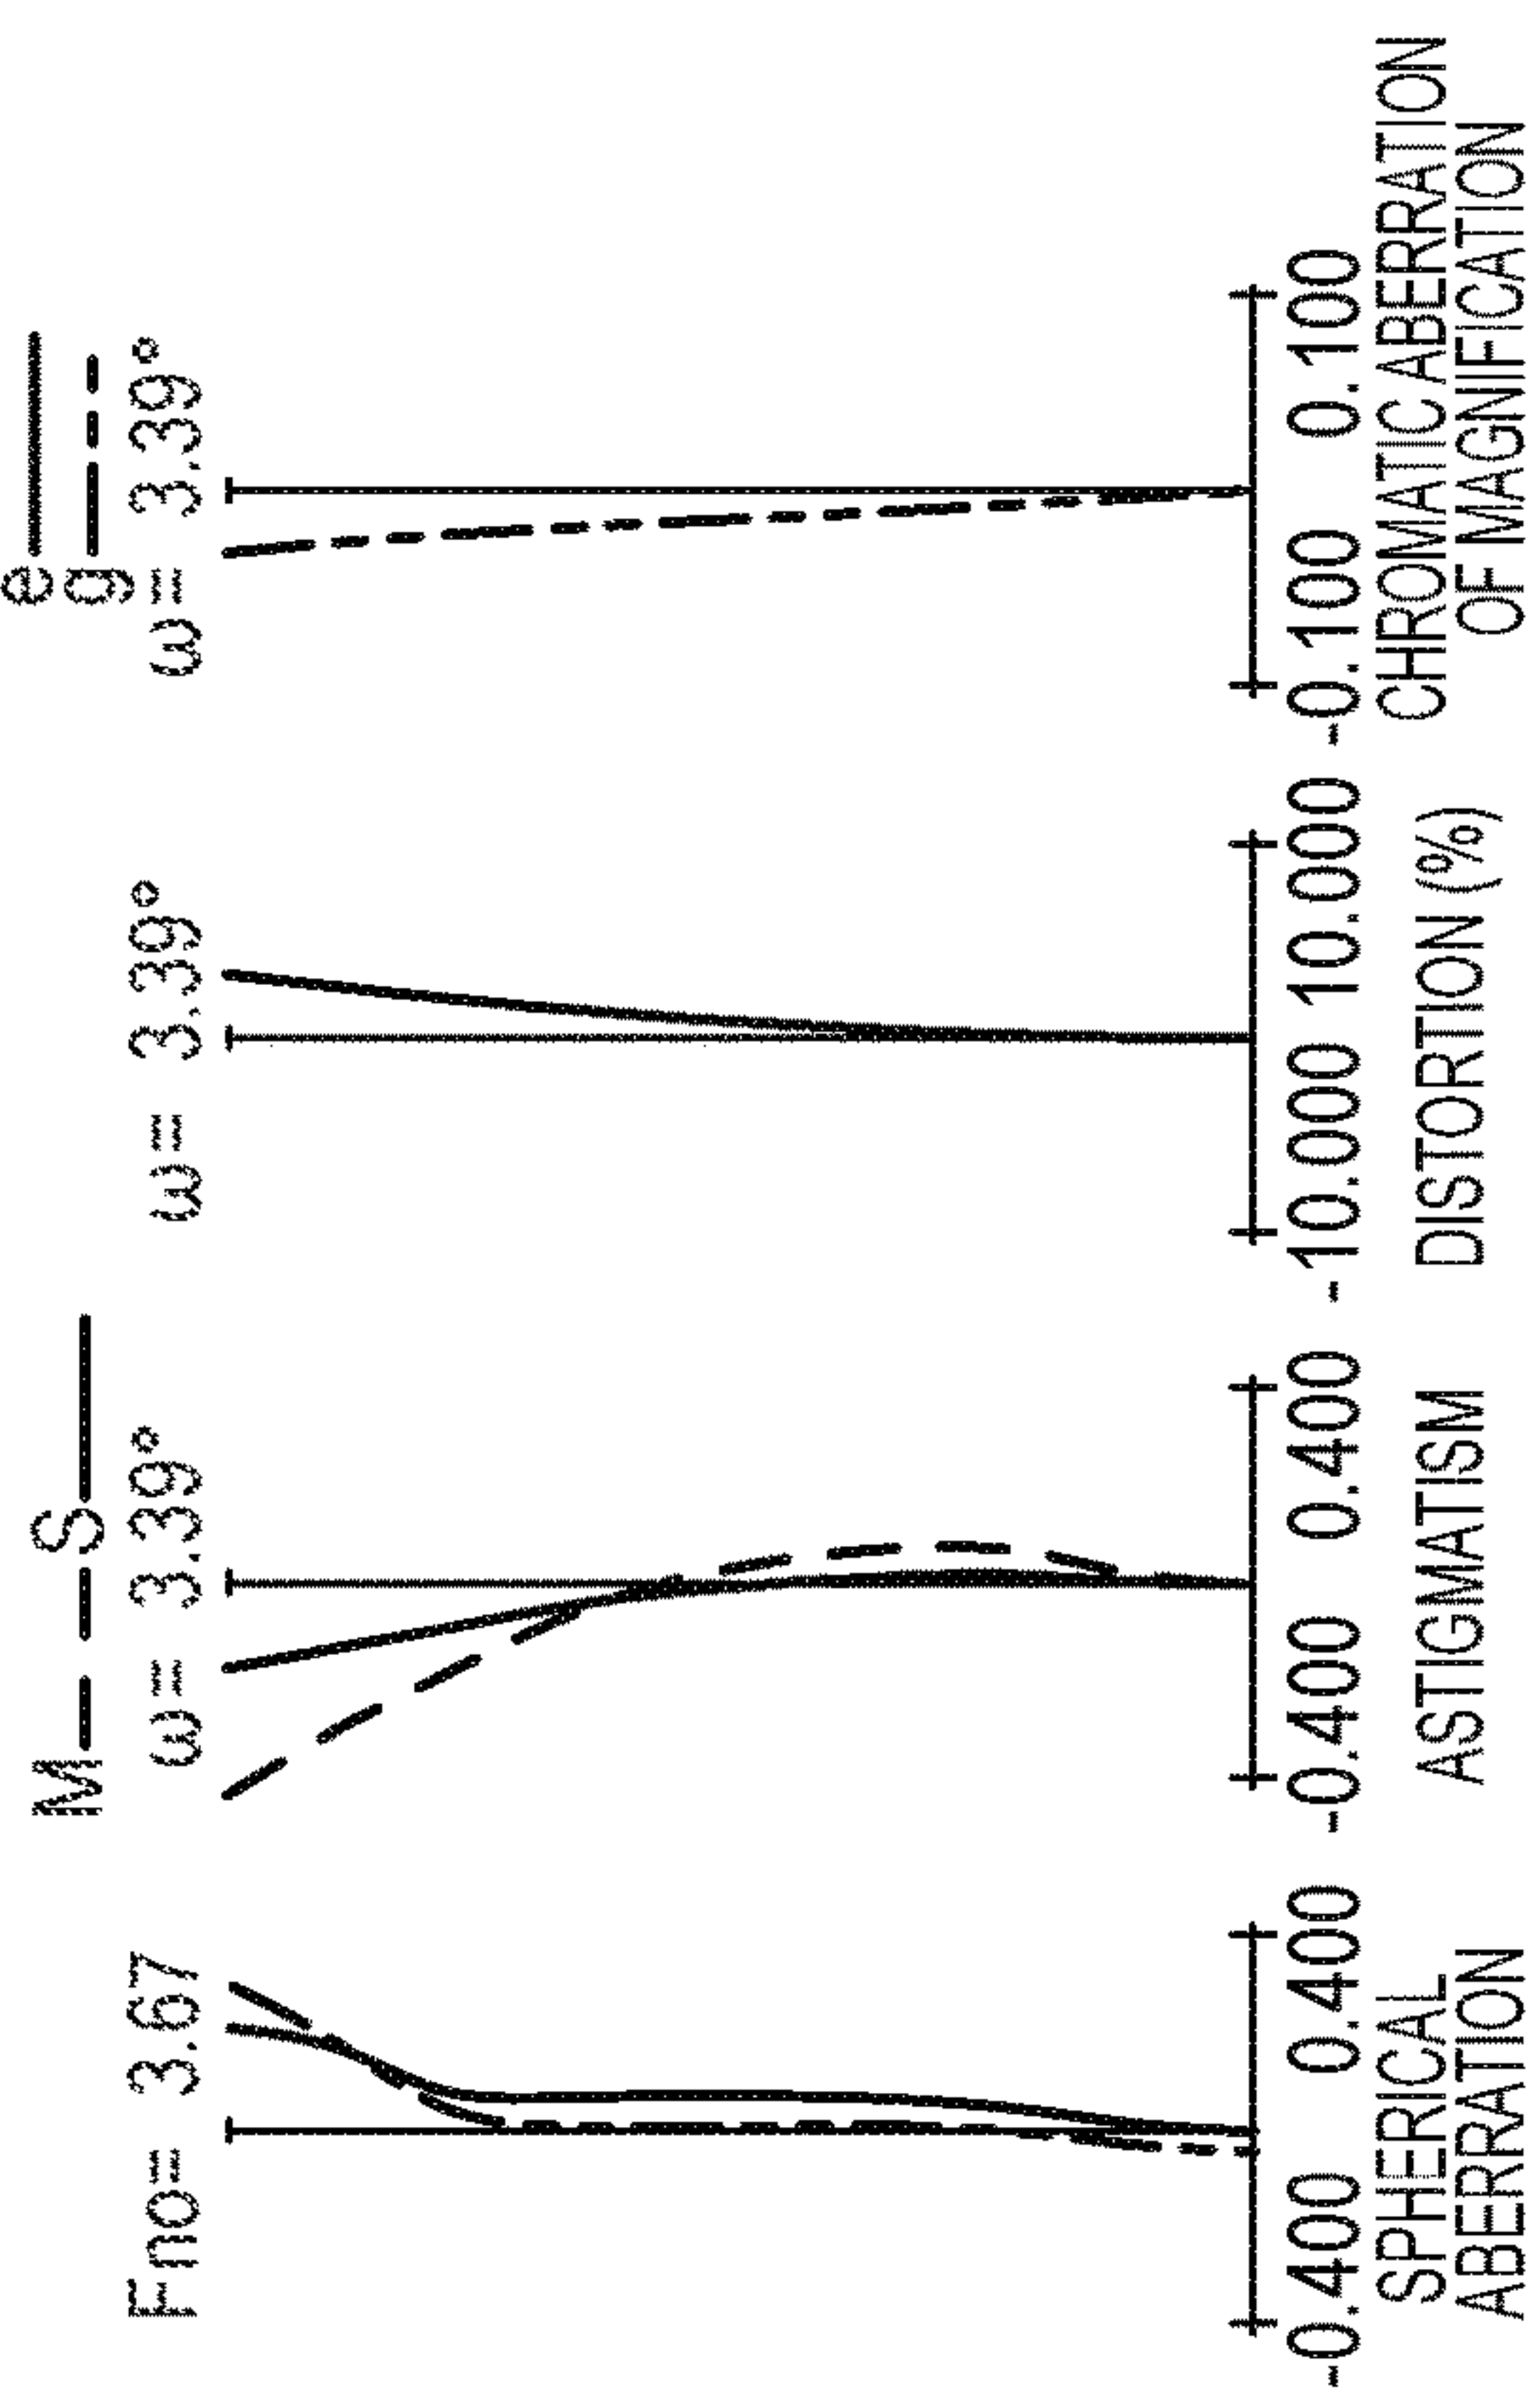 e
g
M S
Fno= 3.67
ω= 3.39°
ω= 3.39°
ω= 3.39°
-0.400 0.400
-0.400 0.400
-10.000 10.000
-0.100 0.100
SPHERICAL
ABERRATION
ASTIGMATISM
DISTORTION (%)
CHROMATIC ABERRATION
OF MAGNIFICATION